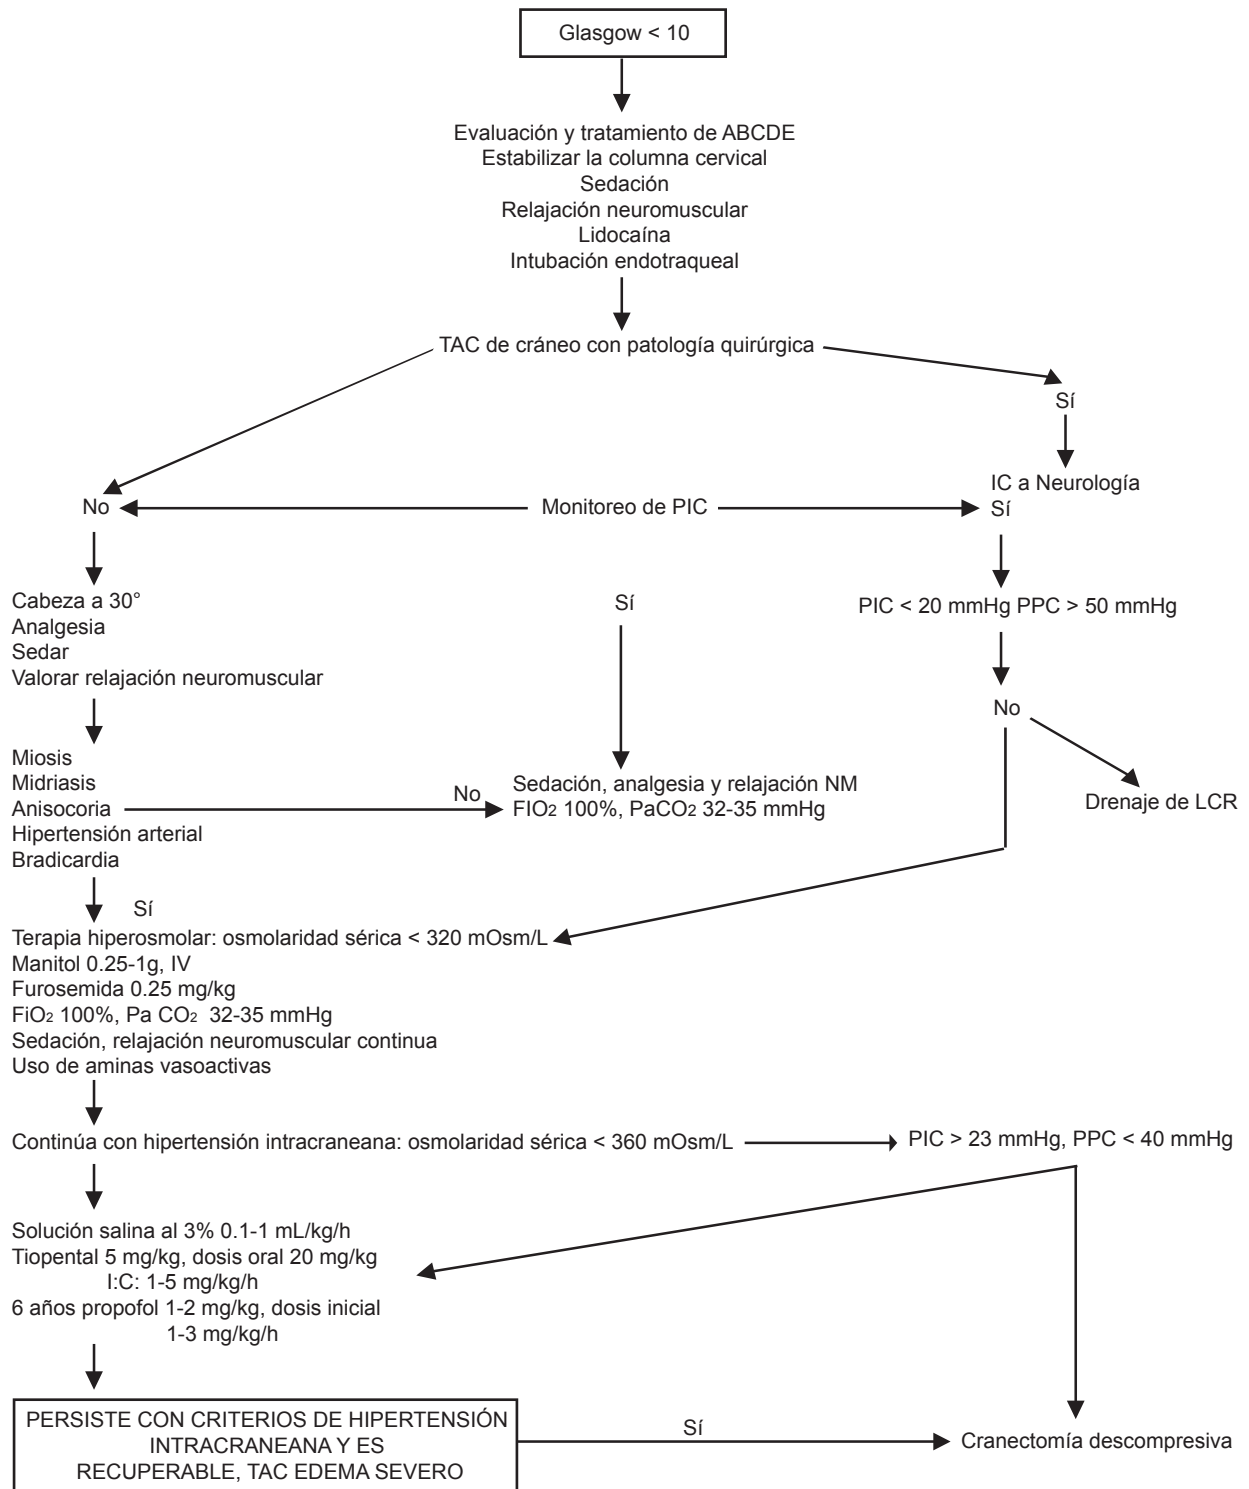 Glasgow < 10
Evaluación y tratamiento de ABCDE
Estabilizar la columna cervical
Sedación
Relajación neuromuscular
Lidocaína
Intubación endotraqueal
TAC de cráneo con patología quirúrgica
Sí
IC a Neurología
No
Monitoreo de PIC
Sí
Cabeza a 30°
Analgesia
Sedar
Valorar relajación neuromuscular
Sí
PIC < 20 mmHg PPC > 50 mmHg
No
Miosis
Midriasis
Anisocoria
Hipertensión arterial
Bradicardia
No
Sedación, analgesia y relajación NM
FIO2 100%, PaCO2 32-35 mmHg
Drenaje de LCR
Sí
Terapia hiperosmolar: osmolaridad sérica < 320 mOsm/L
Manitol 0.25-1g, IV
Furosemida 0.25 mg/kg
FiO2 100%, Pa CO2 32-35 mmHg
Sedación, relajación neuromuscular continua
Uso de aminas vasoactivas
Continúa con hipertensión intracraneana: osmolaridad sérica < 360 mOsm/L
PIC > 23 mmHg, PPC < 40 mmHg
Solución salina al 3% 0.1-1 mL/kg/h
Tiopental 5 mg/kg, dosis oral 20 mg/kg
I:C: 1-5 mg/kg/h
6 años propofol 1-2 mg/kg, dosis inicial
1-3 mg/kg/h
PERSISTE CON CRITERIOS DE HIPERTENSIÓN
INTRACRANEANA Y ES
RECUPERABLE, TAC EDEMA SEVERO
Sí
Cranectomía descompresiva